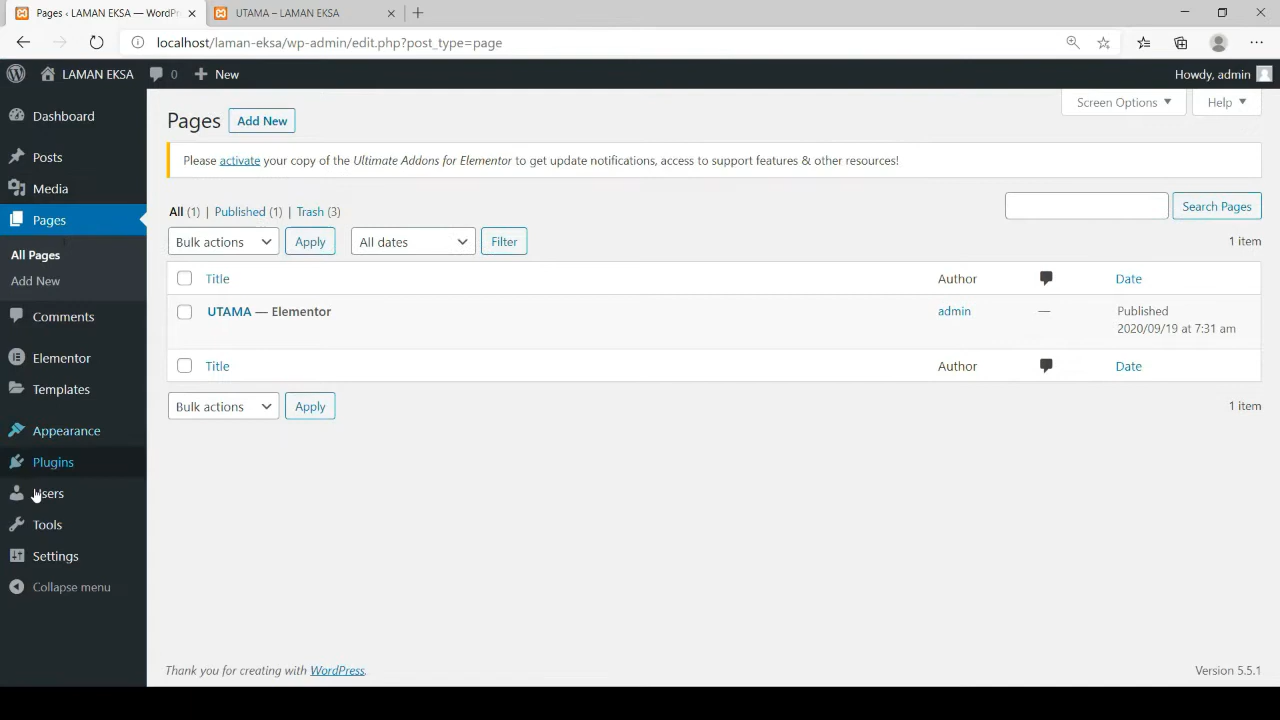 Pages ‹ LAMAN EKSA — WordPr
UTAMA – LAMAN EKSA
localhost/laman-eksa/wp-admin/edit.php?post_type=page
LAMAN EKSA
0
New
Howdy, admin
Dashboard
Posts
Media
Pages
All Pages
Add New
Comments
Elementor
Templates
Appearance
Plugins
Users
Tools
Settings
Collapse menu
Screen Options
Help
Pages
Add New
Please activate your copy of the Ultimate Addons for Elementor to get update notifications, access to support features & other resources!
All (1) | Published (1) | Trash (3)
Search Pages
Bulk actions
Apply
All dates
Filter
1 item
Title
Author
Date
UTAMA — Elementor
admin
—
Published
2020/09/19 at 7:31 am
Title
Author
Date
Bulk actions
Apply
1 item
Thank you for creating with WordPress.
Version 5.5.1